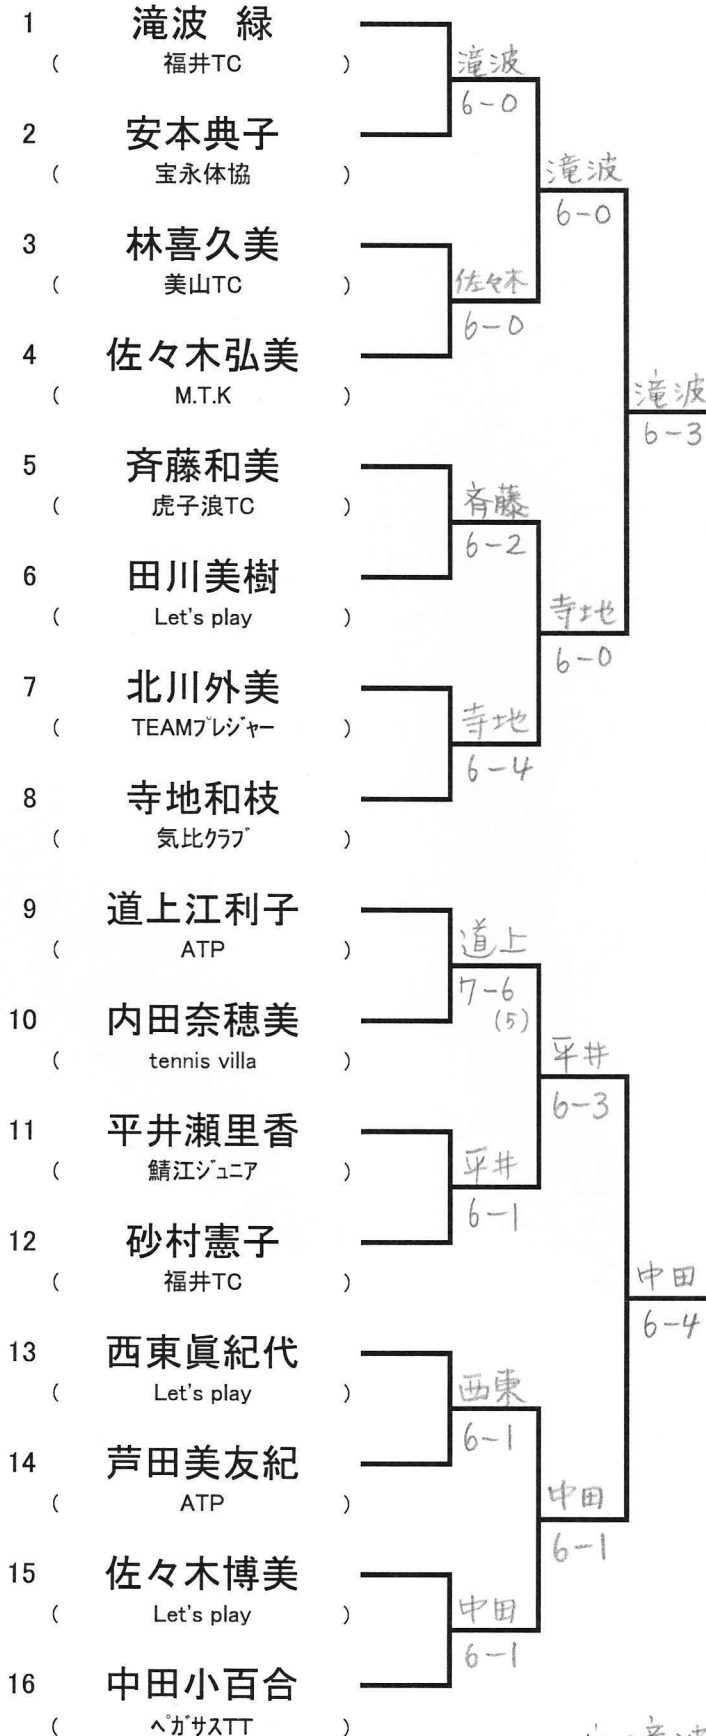 1 滝波 緑
( 福井TC )
滝波
6-0
2 安本典子
( 宝永体協 )
滝波
6-0
3 林喜久美
( 美山TC )
佐々木
6-0
4 佐々木弘美
( M.T.K )
滝波
6-3
5 斉藤和美
( 虎子浪TC )
斉藤
6-2
6 田川美樹
( Let's play )
寺地
6-0
7 北川外美
( TEAMプレジャー )
寺地
6-4
8 寺地和枝
( 気比クラブ )
9 道上江利子
( ATP )
道上
7-6
(5)
10 内田奈穂美
( tennis villa )
平井
6-3
11 平井瀬里香
( 鯖江ジュニア )
平井
6-1
12 砂村憲子
( 福井TC )
中田
6-4
13 西東眞紀代
( Let's play )
西東
6-1
14 芦田美友紀
( ATP )
中田
6-1
15 佐々木博美
( Let's play )
中田
6-1
16 中田小百合
( ペガサスTT )